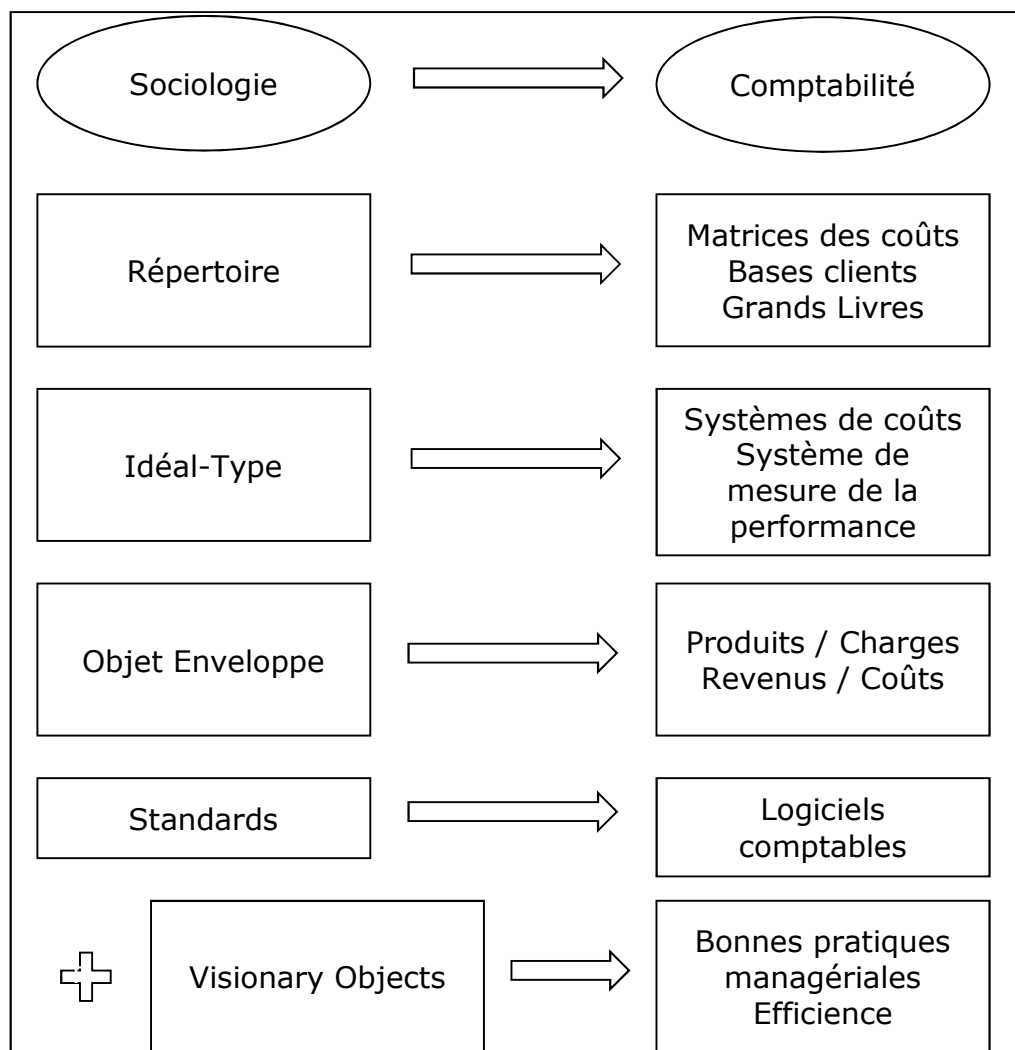 Sociologie
Comptabilité
Répertoire
Matrices des coûts
Bases clients
Grands Livres
Idéal-Type
Systèmes de coûts
Système de
mesure de la
performance
Objet Enveloppe
Produits / Charges
Revenus / Coûts
Standards
Logiciels
comptables
Visionary Objects
Bonnes pratiques
managériales
Efficience